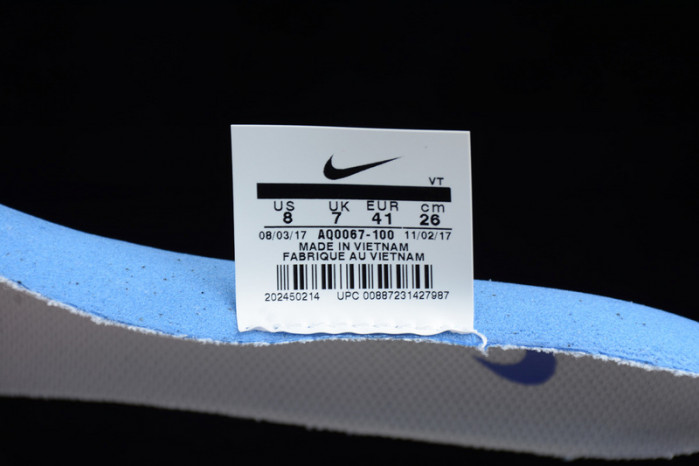 VT
US UK EUR cm
8 7 41 26
08/03/17 AQ0067-100 11/02/17
MADE IN VIETNAM
FABRIQUE AU VIETNAM
202450214 UPC 00887231427987